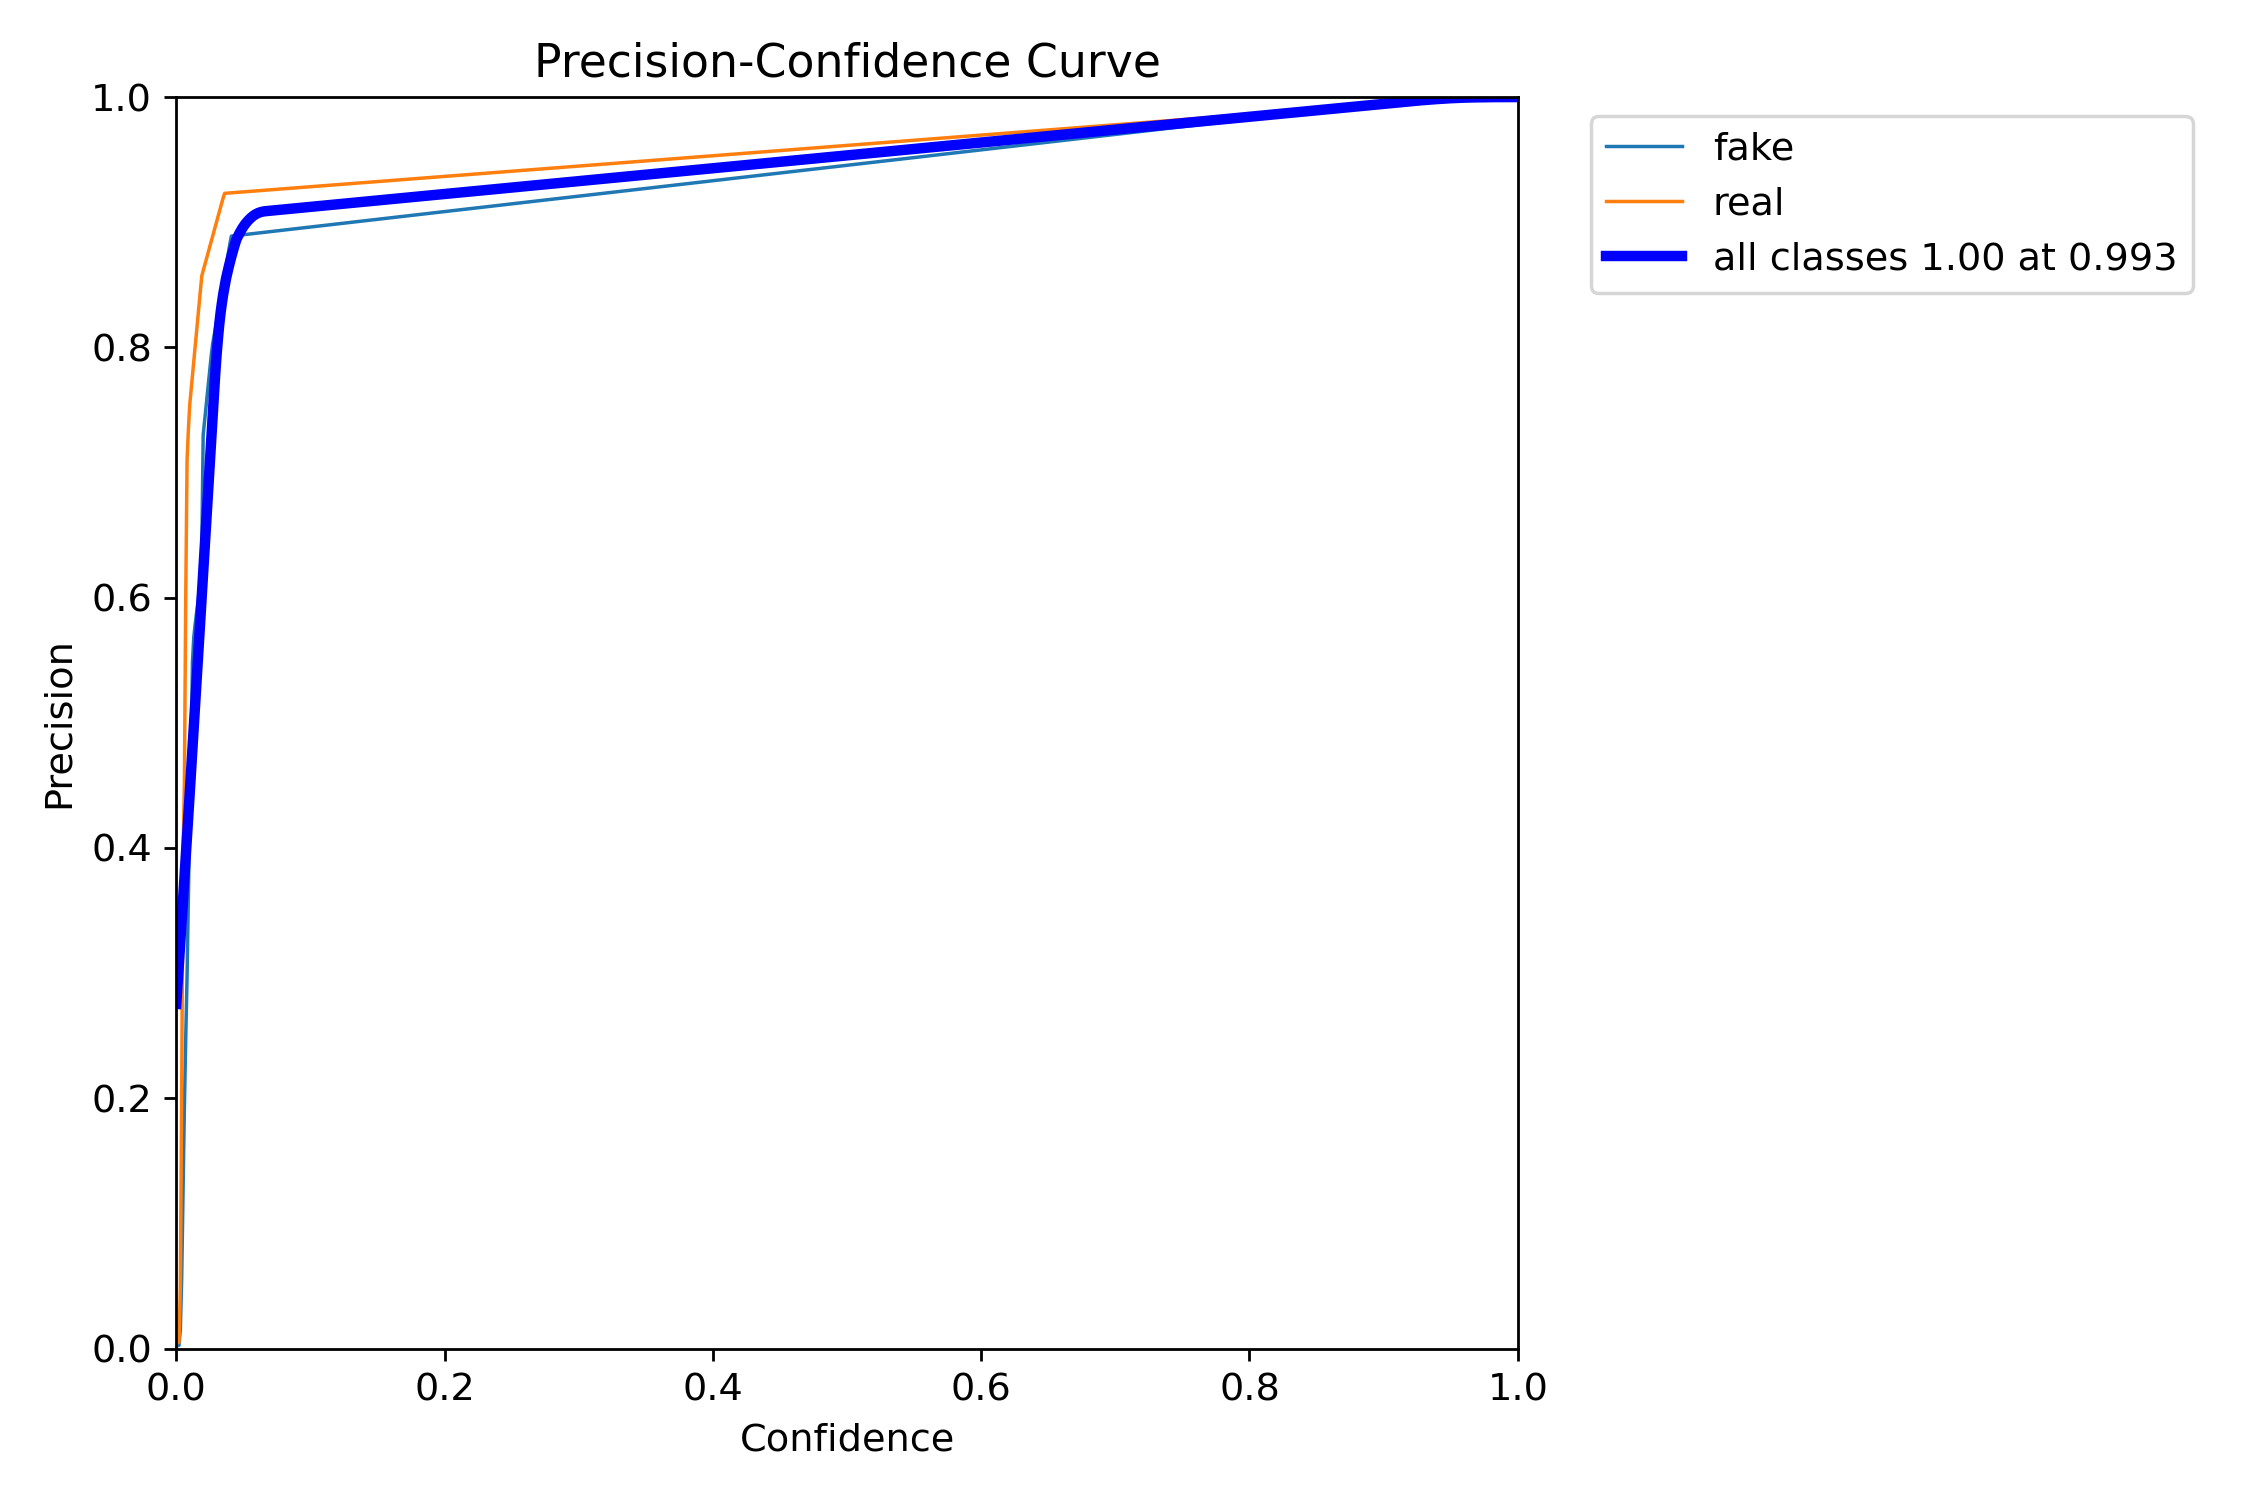 Precision-Confidence Curve
1.0
0.8
0.6
0.4
0.2
0.0
Precision
0.0 0.2 0.4 0.6 0.8 1.0
Confidence
fake
real
all classes 1.00 at 0.993